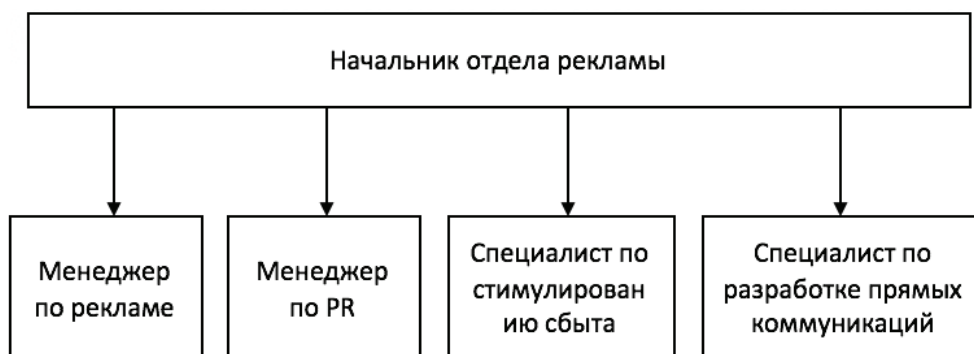 Начальник отдела рекламы
Менеджер
по рекламе
Менеджер
по PR
Специалист по
стимулирован
ию сбыта
Специалист по
разработке прямых
коммуникаций